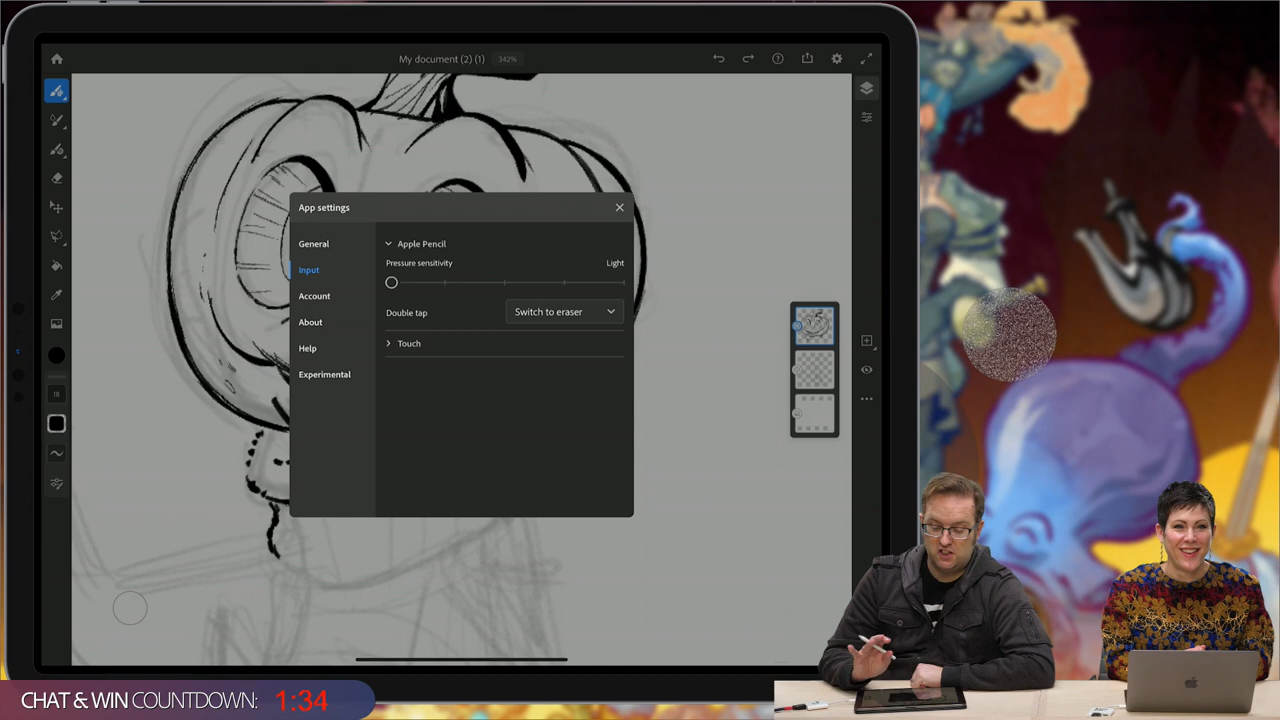 My document (2) (1) 342%
App settings
General
Input
Account
About
Help
Experimental
Apple Pencil
Pressure sensitivity Light
Double tap Switch to eraser
Touch
18
CHAT & WIN COUNTDOWN: 1:34